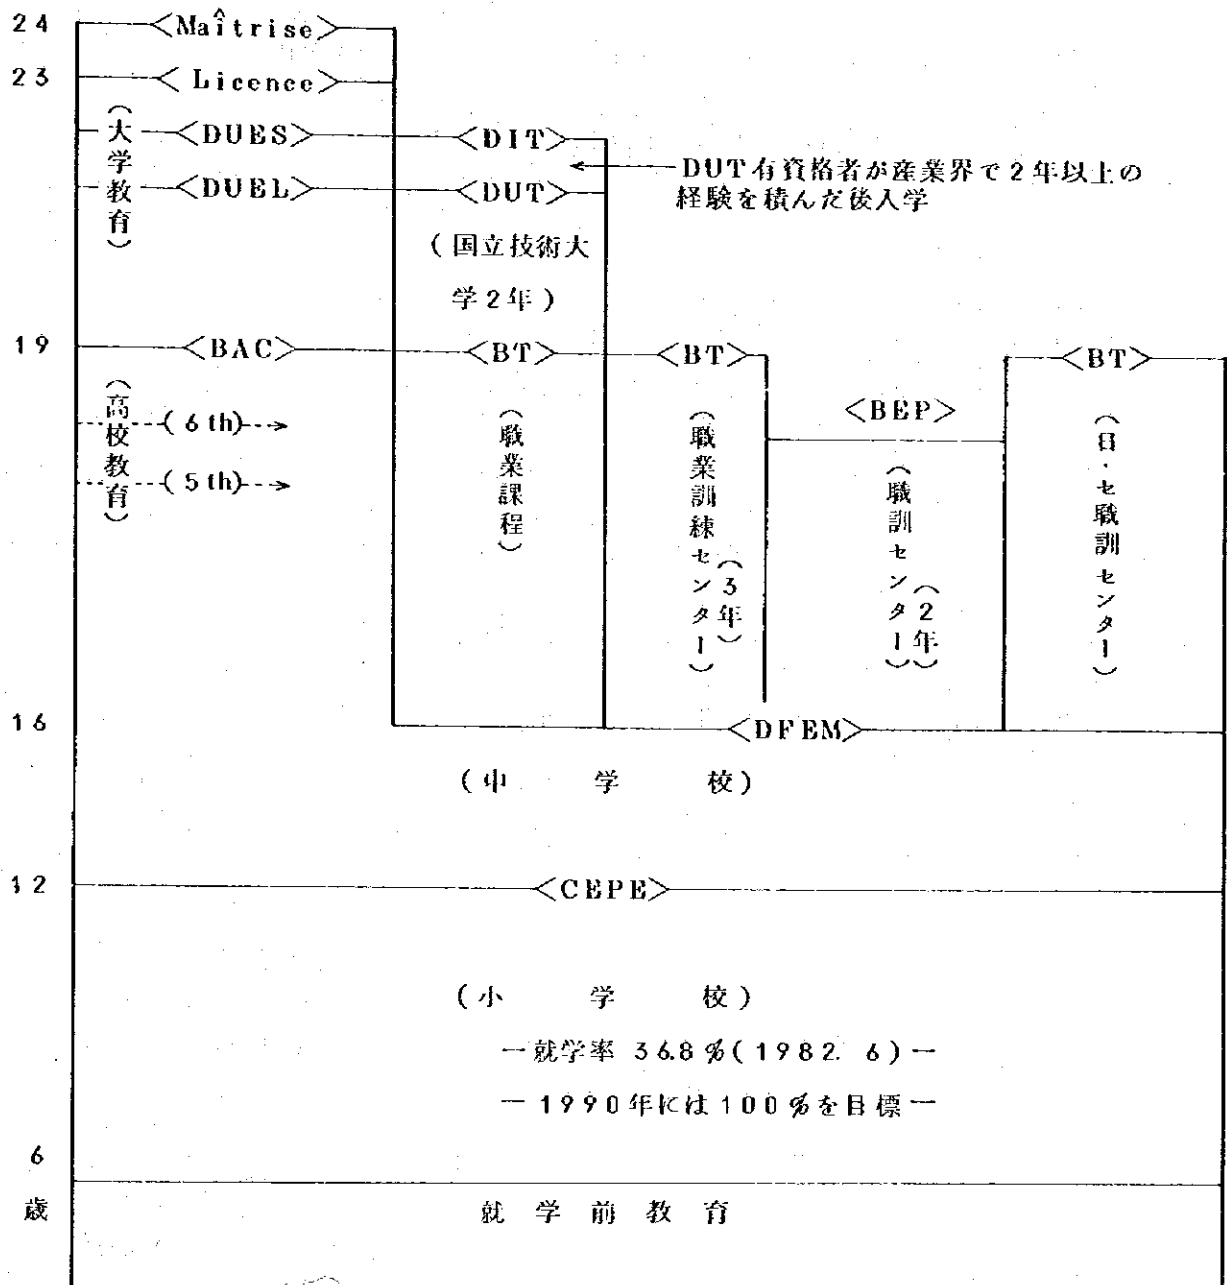 24 <Maîtrise>
23 <Licence>
(大学教育)
<DUES> <DIT>
DUT有資格者が産業界で2年以上の
経験を積んだ後入学
<DUEL> <DUT>
(国立技術大
学2年)
19 <BAC> <BT> <BT> <BT>
<BEP>
(高校教育)
(6th)
(5th)
(職業課程)
(職業訓練センター)
(3年)
(職訓センター)
(2年)
(日・セ職訓センター)
16 <DFEM>
(中学校)
12 <CEPE>
(小学校)
ー就学率 36.8%(1982. 6)ー
ー1990年には100%を目標ー
6
歳 就学前教育